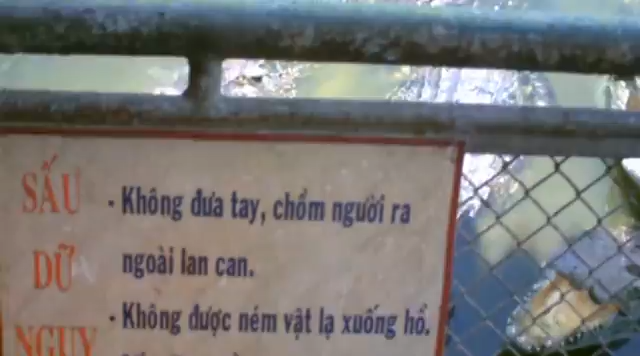 SẤU
DỮ
NGUY
- Không đưa tay, chồm người ra
ngoài lan can.
- Không được ném vật lạ xuống hồ.